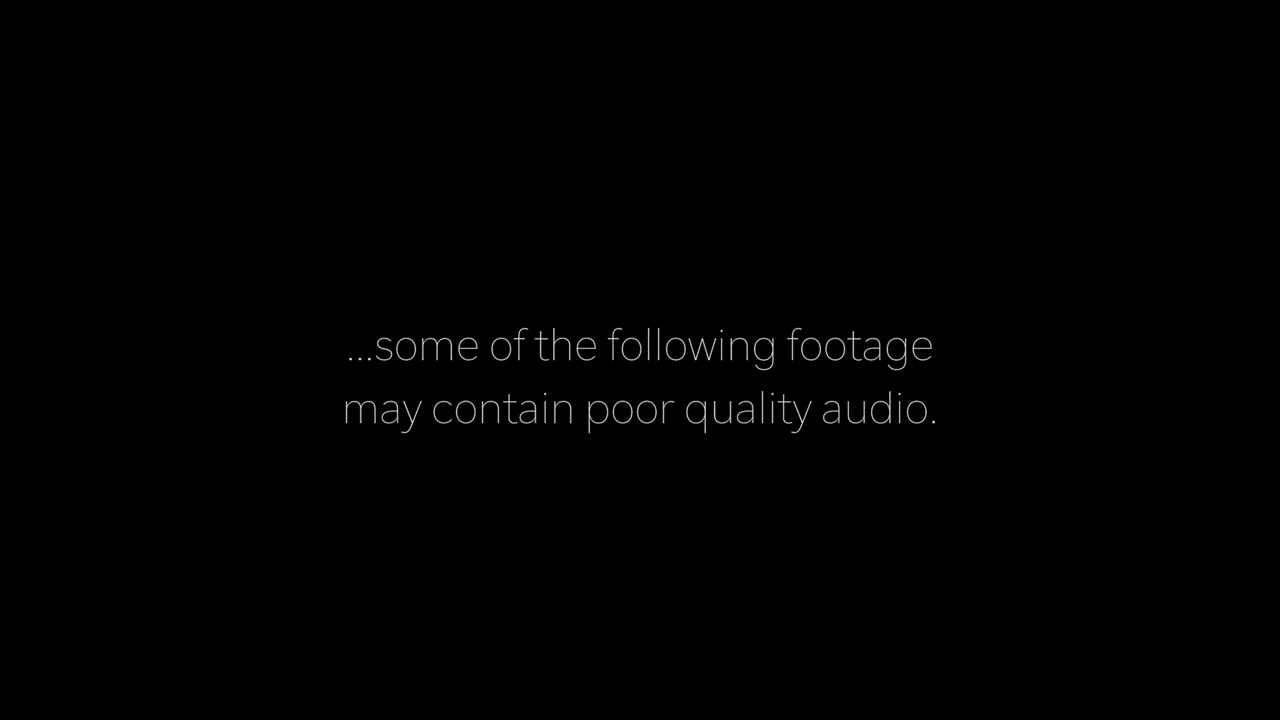 ...some of the following footage
may contain poor quality audio.